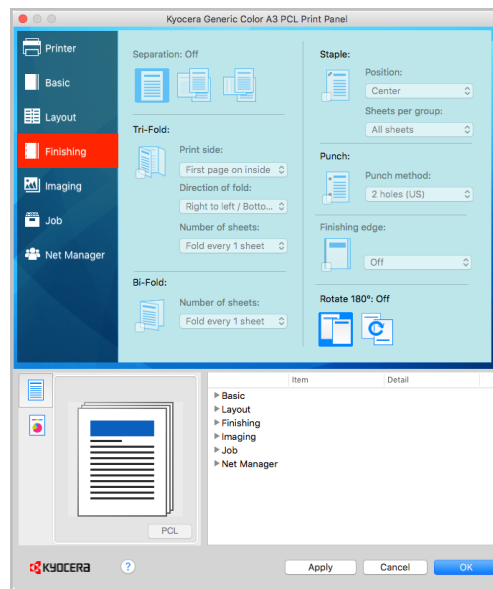 Kyocera Generic Color A3 PCL Print Panel
Printer
Basic
Layout
Finishing
Imaging
Job
Net Manager
Separation: Off
Tri-Fold:
Print side:
First page on inside
Direction of fold:
Right to left / Botto...
Number of sheets:
Fold every 1 sheet
Bi-Fold:
Number of sheets:
Fold every 1 sheet
Staple:
Position:
Center
Sheets per group:
All sheets
Punch:
Punch method:
2 holes (US)
Finishing edge:
Off
Rotate 180º: Off
PCL
Item Detail
Basic
Layout
Finishing
Imaging
Job
Net Manager
KYOCERA
?
Apply Cancel OK